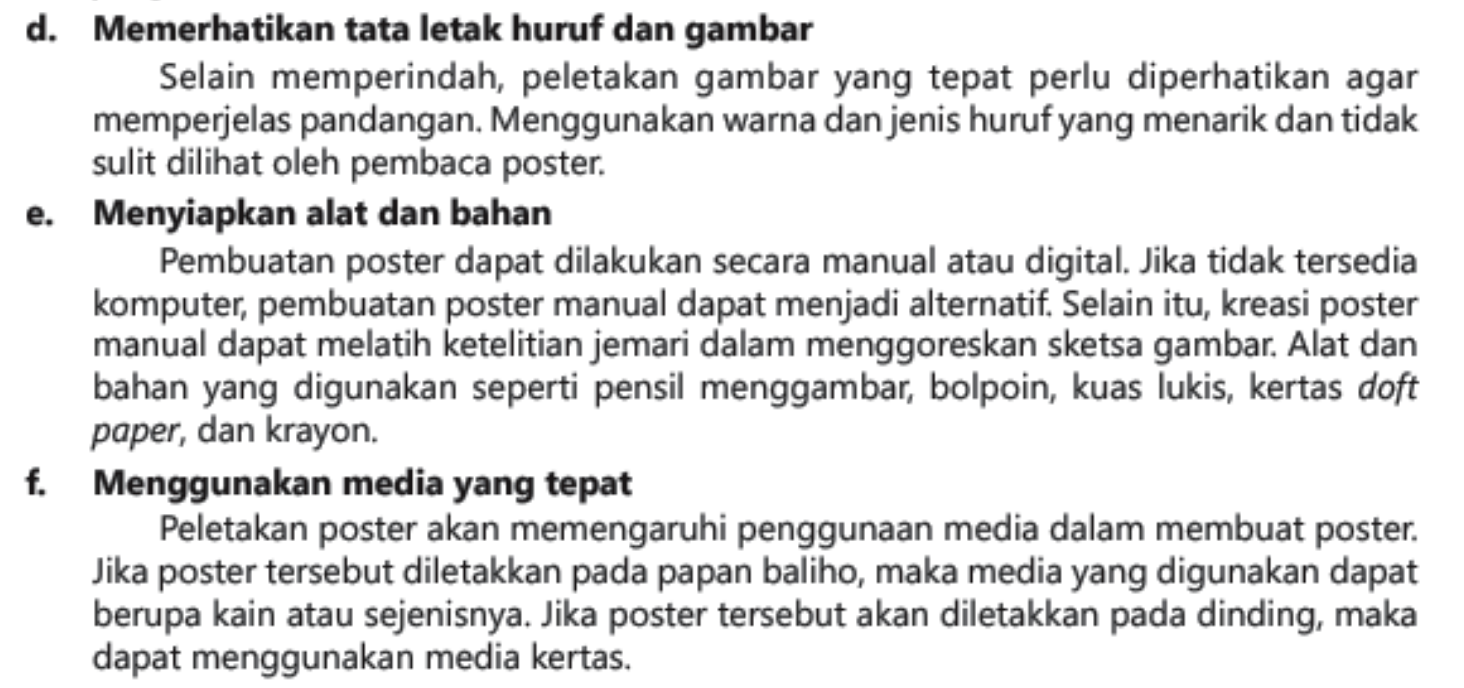 d. Memerhatikan tata letak huruf dan gambar
Selain memperindah, peletakan gambar yang tepat perlu diperhatikan agar
memperjelas pandangan. Menggunakan warna dan jenis huruf yang menarik dan tidak
sulit dilihat oleh pembaca poster.
e. Menyiapkan alat dan bahan
Pembuatan poster dapat dilakukan secara manual atau digital. Jika tidak tersedia
komputer, pembuatan poster manual dapat menjadi alternatif. Selain itu, kreasi poster
manual dapat melatih ketelitian jemari dalam menggoreskan sketsa gambar. Alat dan
bahan yang digunakan seperti pensil menggambar, bolpoin, kuas lukis, kertas doft
paper, dan krayon.
f. Menggunakan media yang tepat
Peletakan poster akan memengaruhi penggunaan media dalam membuat poster.
Jika poster tersebut diletakkan pada papan baliho, maka media yang digunakan dapat
berupa kain atau sejenisnya. Jika poster tersebut akan diletakkan pada dinding, maka
dapat menggunakan media kertas.